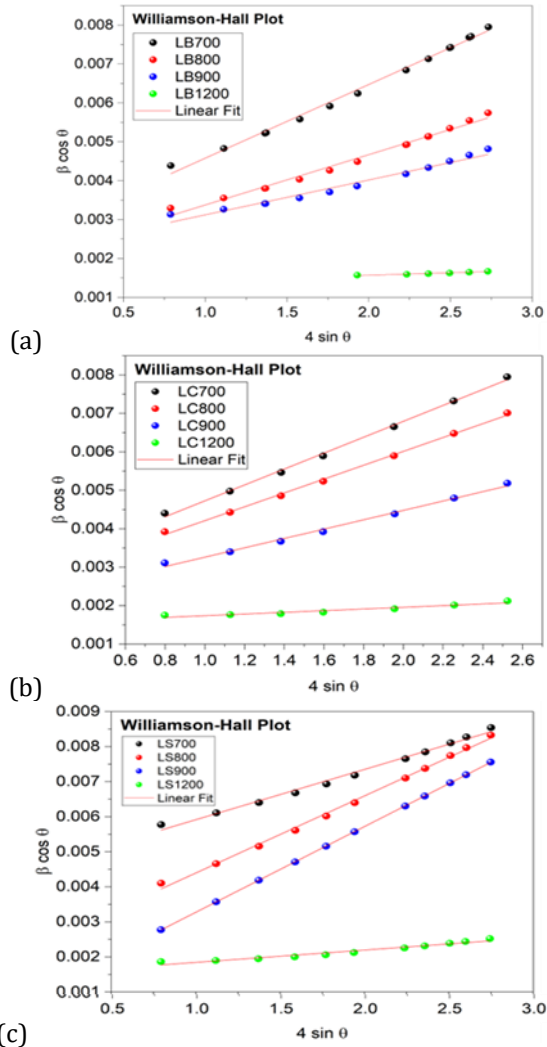 Williamson-Hall Plot
LB700
LB800
LB900
LB1200
Linear Fit
0.008
0.007
0.006
0.005
0.004
0.003
0.002
0.001
β cos θ
0.5 1.0 1.5 2.0 2.5 3.0
4 sin θ
(a)
Williamson-Hall Plot
LC700
LC800
LC900
LC1200
Linear Fit
0.008
0.007
0.006
0.005
0.004
0.003
0.002
0.001
β cos θ
0.6 0.8 1.0 1.2 1.4 1.6 1.8 2.0 2.2 2.4 2.6
4 sin θ
(b)
Williamson-Hall Plot
LS700
LS800
LS900
LS1200
Linear Fit
0.009
0.008
0.007
0.006
0.005
0.004
0.003
0.002
0.001
β cos θ
0.5 1.0 1.5 2.0 2.5 3.0
4 sin θ
(c)